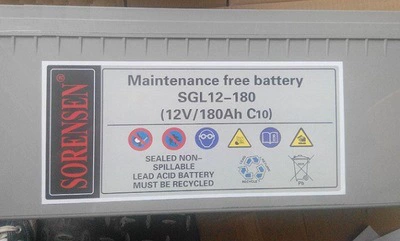 SORENSEN®
Maintenance free battery
SGL12-180
(12V/180Ah C10)
SEALED NON-
SPILLABLE
LEAD ACID BATTERY
MUST BE RECYCLED
Pb